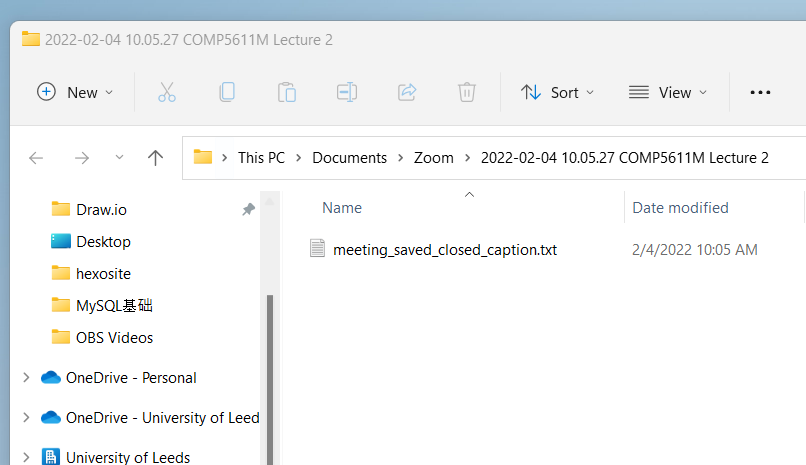 2022-02-04 10.05.27 COMP5611M Lecture 2
New
Sort
View
This PC > Documents > Zoom > 2022-02-04 10.05.27 COMP5611M Lecture 2
Name
Date modified
meeting_saved_closed_caption.txt
2/4/2022 10:05 AM
Draw.io
Desktop
hexosite
MySQL基础
OBS Videos
OneDrive - Personal
OneDrive - University of Leed
University of Leeds